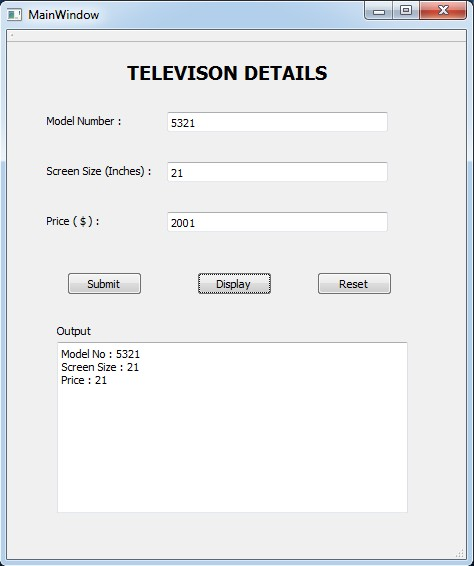 MainWindow
TELEVISON DETAILS
Model Number : 5321
Screen Size (Inches) : 21
Price ( $ ) : 2001
Submit Display Reset
Output
Model No : 5321
Screen Size : 21
Price : 21